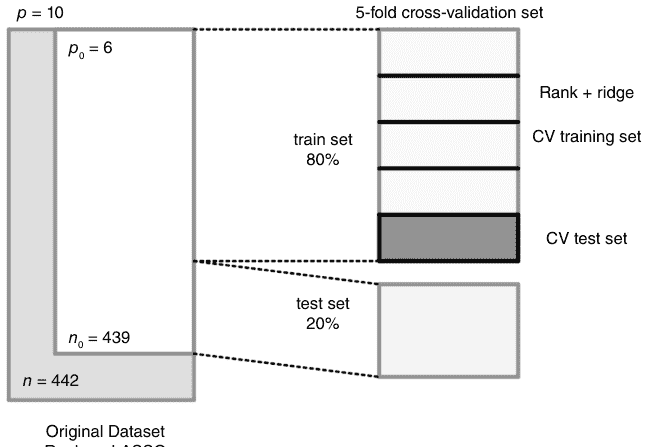 p = 10
5-fold cross-validation set
p₀ = 6
Rank + ridge
train set
80%
CV training set
CV test set
test set
20%
n₀ = 439
n = 442
Original Dataset